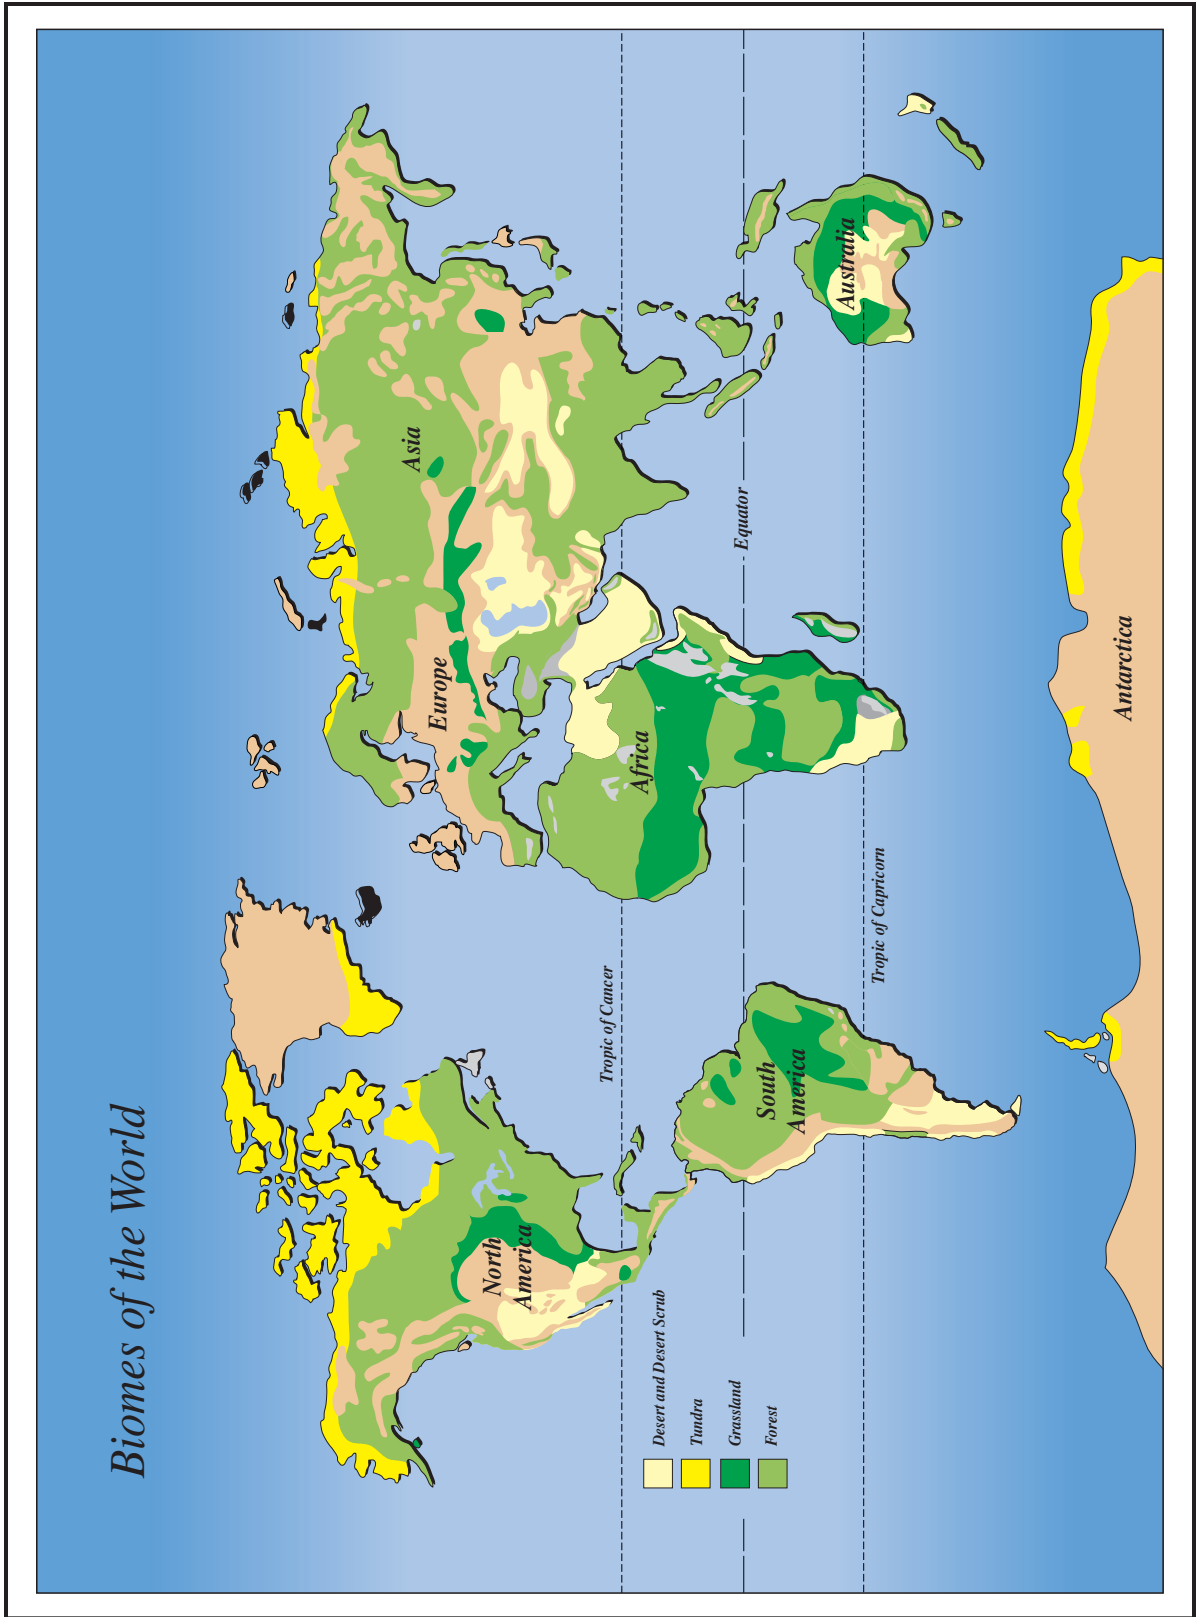 Biomes of the World
Asia
Europe
North
America
Africa
Australia
South
America
Antarctica
Tropic of Cancer
Equator
Tropic of Capricorn
Desert and Desert Scrub
Tundra
Grassland
Forest